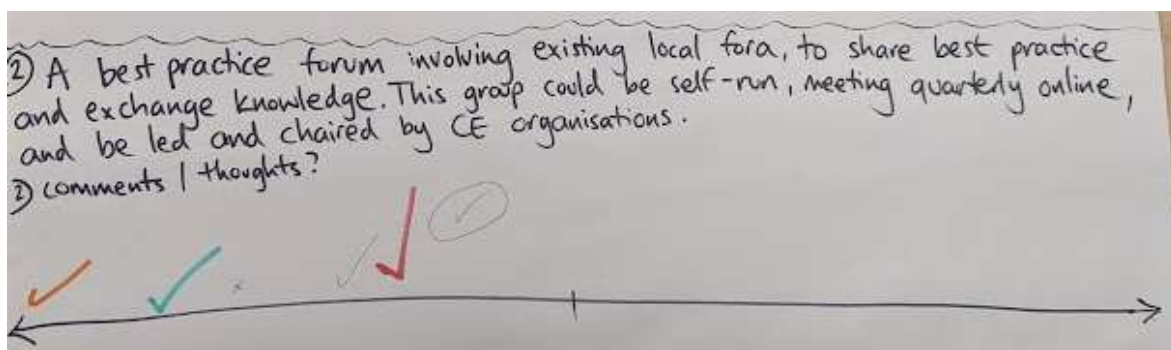 2) A best practice forum involving existing local fora, to share best practice
and exchange knowledge. This group could be self-run, meeting quarterly online,
and be led and chaired by CE organisations.
2) comments / thoughts?